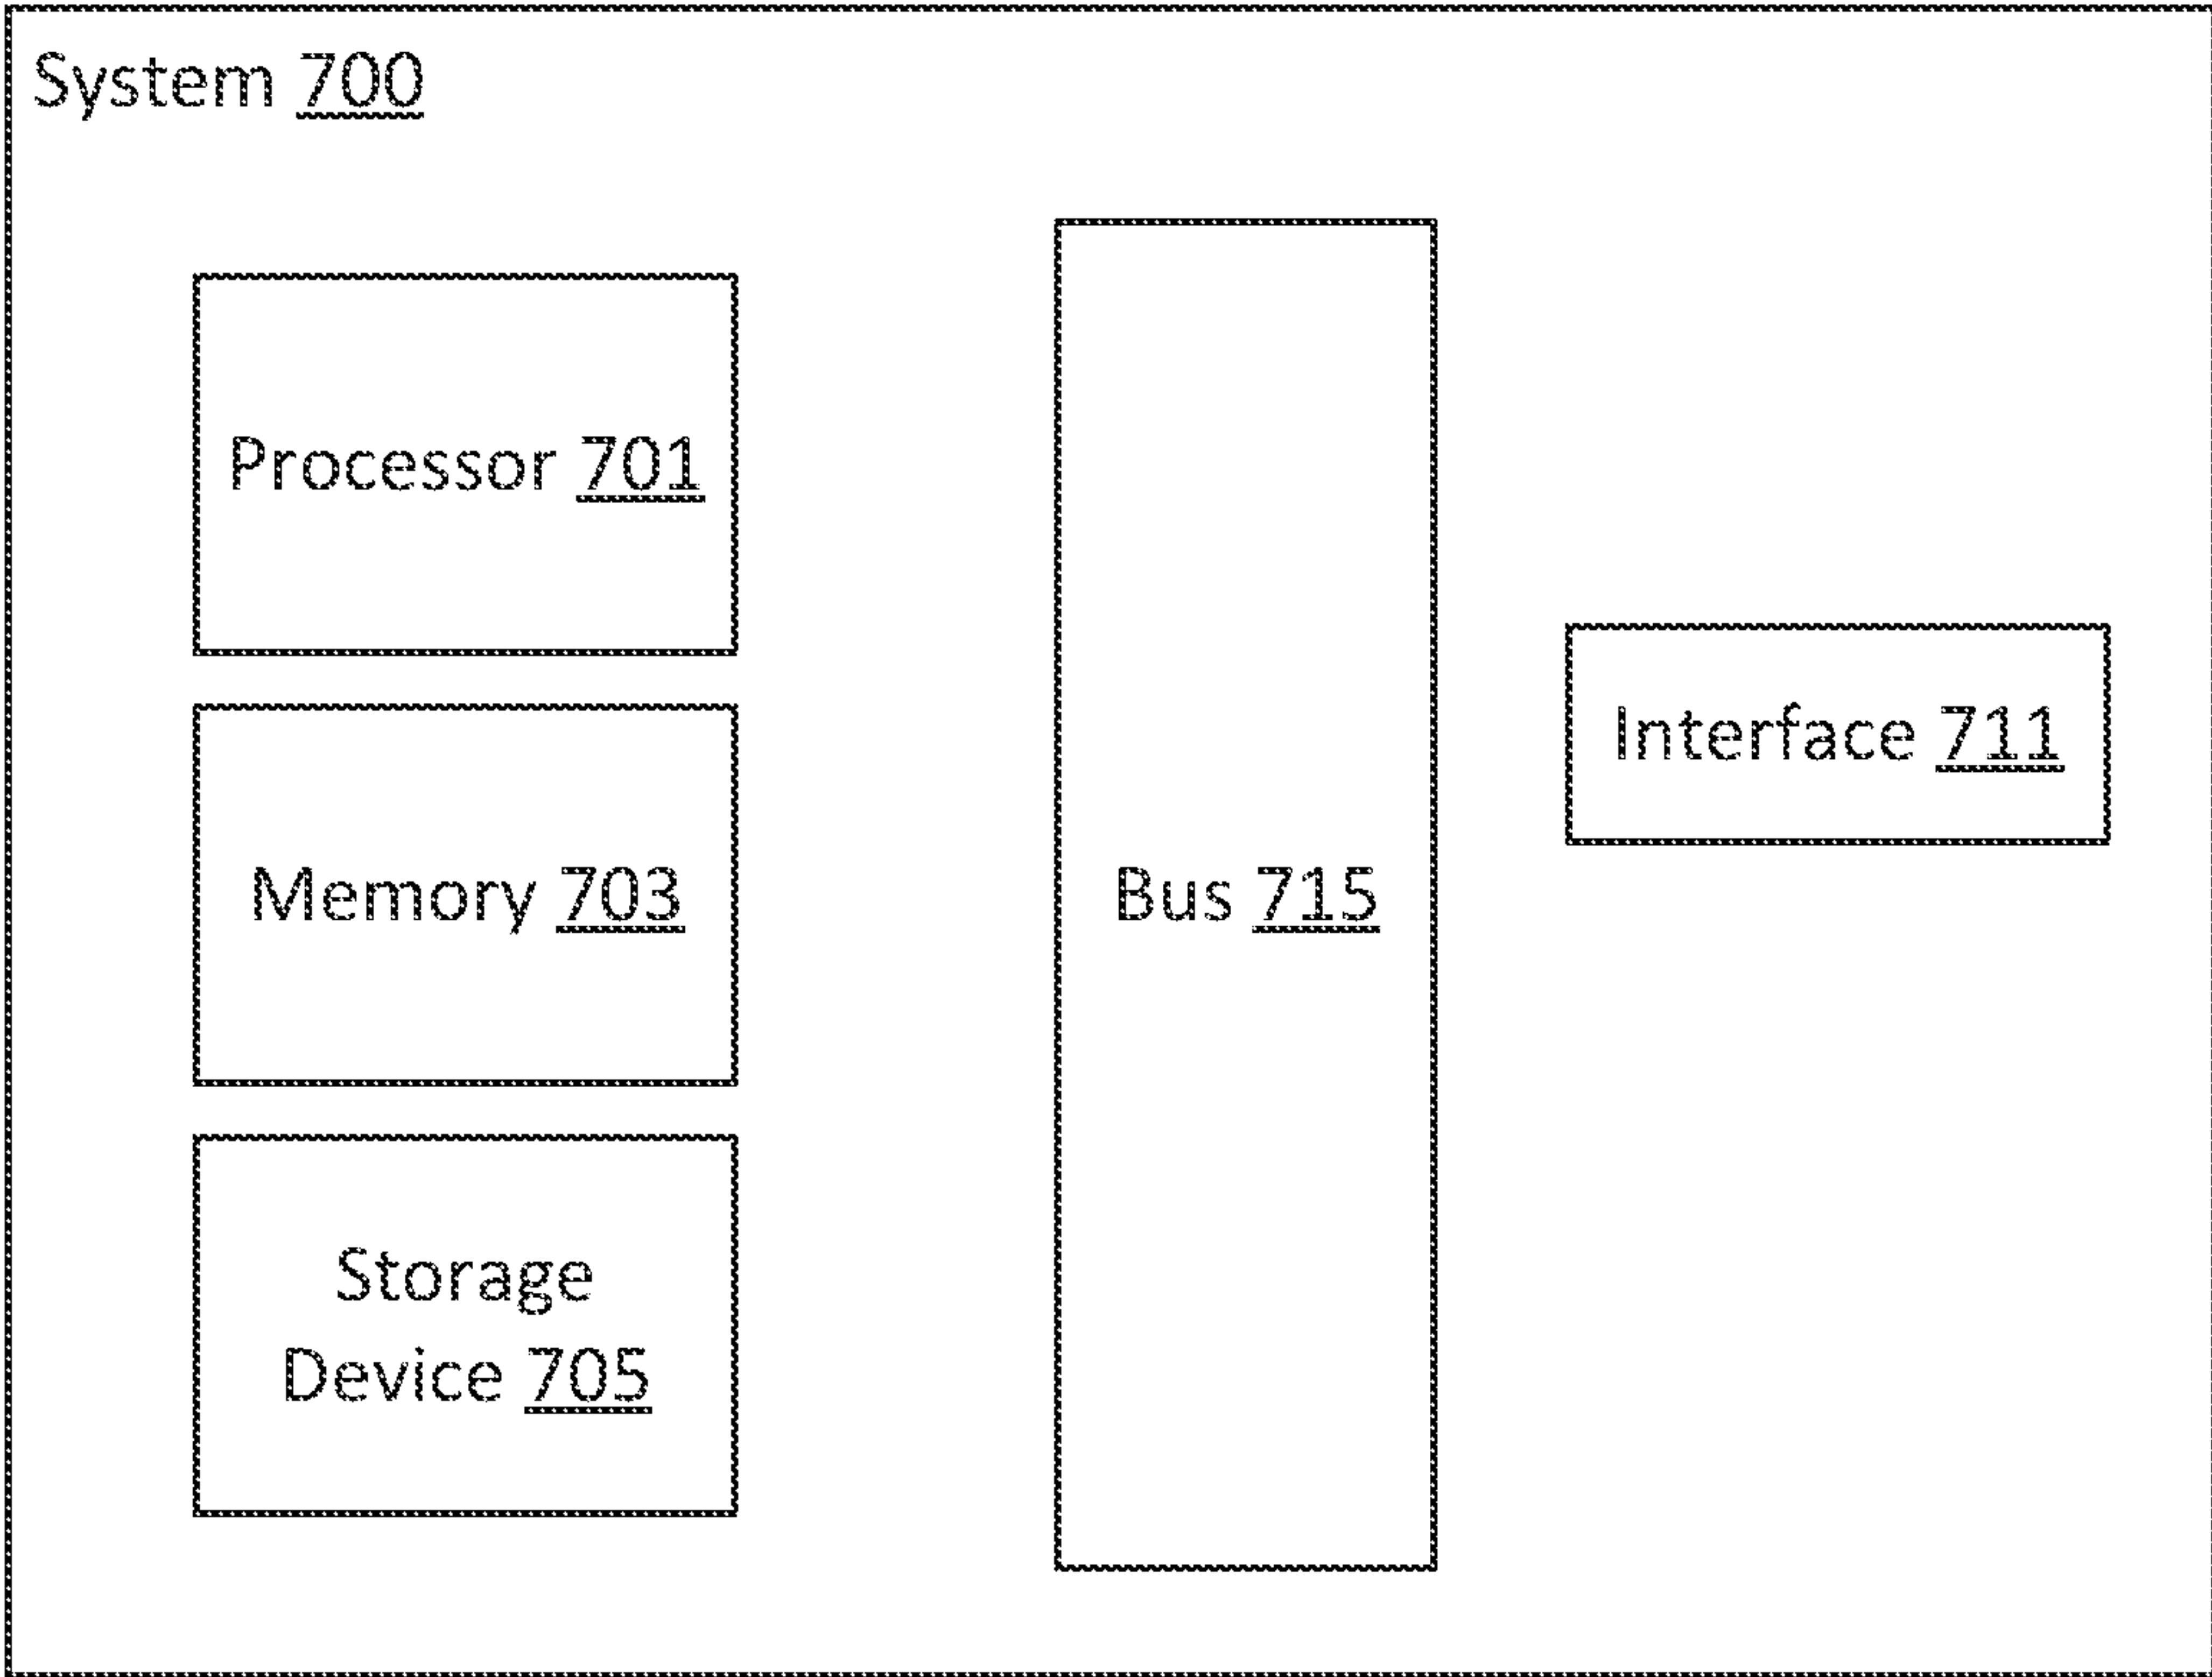 System 700
Processor 701
Memory 703
Storage
Device 705
Bus 715
Interface 711